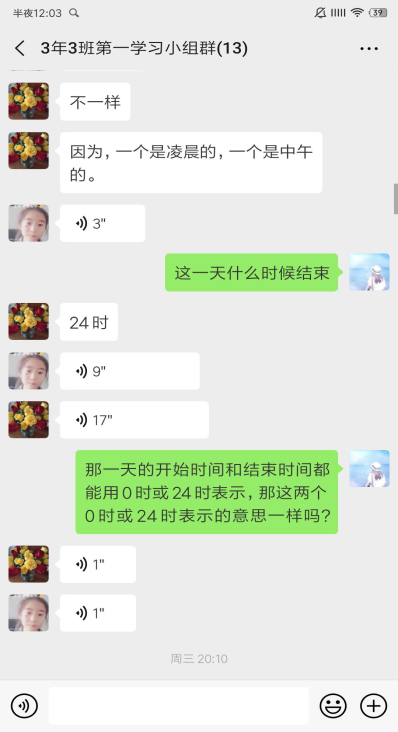 半夜12:03
39
3年3班第一学习小组群(13)
不一样
因为，一个是凌晨的，一个是中午
的。
3"
这一天什么时候结束
24时
9"
17"
那一天的开始时间和结束时间都
能用0时或24时表示，那这两个
0时或24时表示的意思一样吗?
1"
1"
周三 20:10